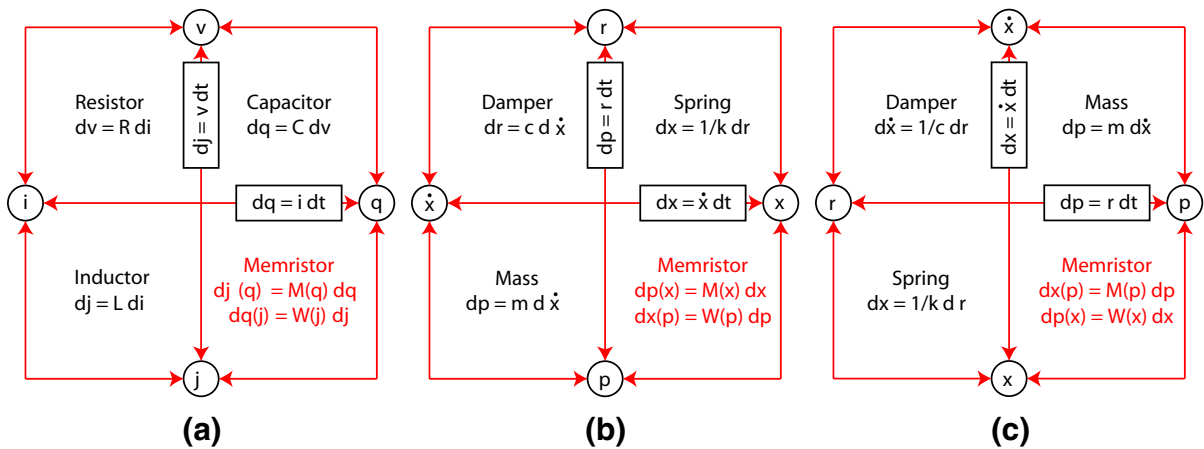 v
dj = v dt
Resistor
dv = R di
Capacitor
dq = C dv
i
dq = i dt
q
Inductor
dj = L di
Memristor
dj (q) = M(q) dq
dq(j) = W(j) dj
j
(a)
r
dp = r dt
Damper
dr = c d ẋ
Spring
dx = 1/k dr
ẋ
dx = ẋ dt
x
Mass
dp = m d ẋ
Memristor
dp(x) = M(x) dx
dx(p) = W(p) dp
p
(b)
ẋ
dx = ẋ dt
Damper
dẋ = 1/c dr
Mass
dp = m dẋ
r
dp = r dt
p
Spring
dx = 1/k d r
Memristor
dx(p) = M(p) dp
dp(x) = W(x) dx
x
(c)